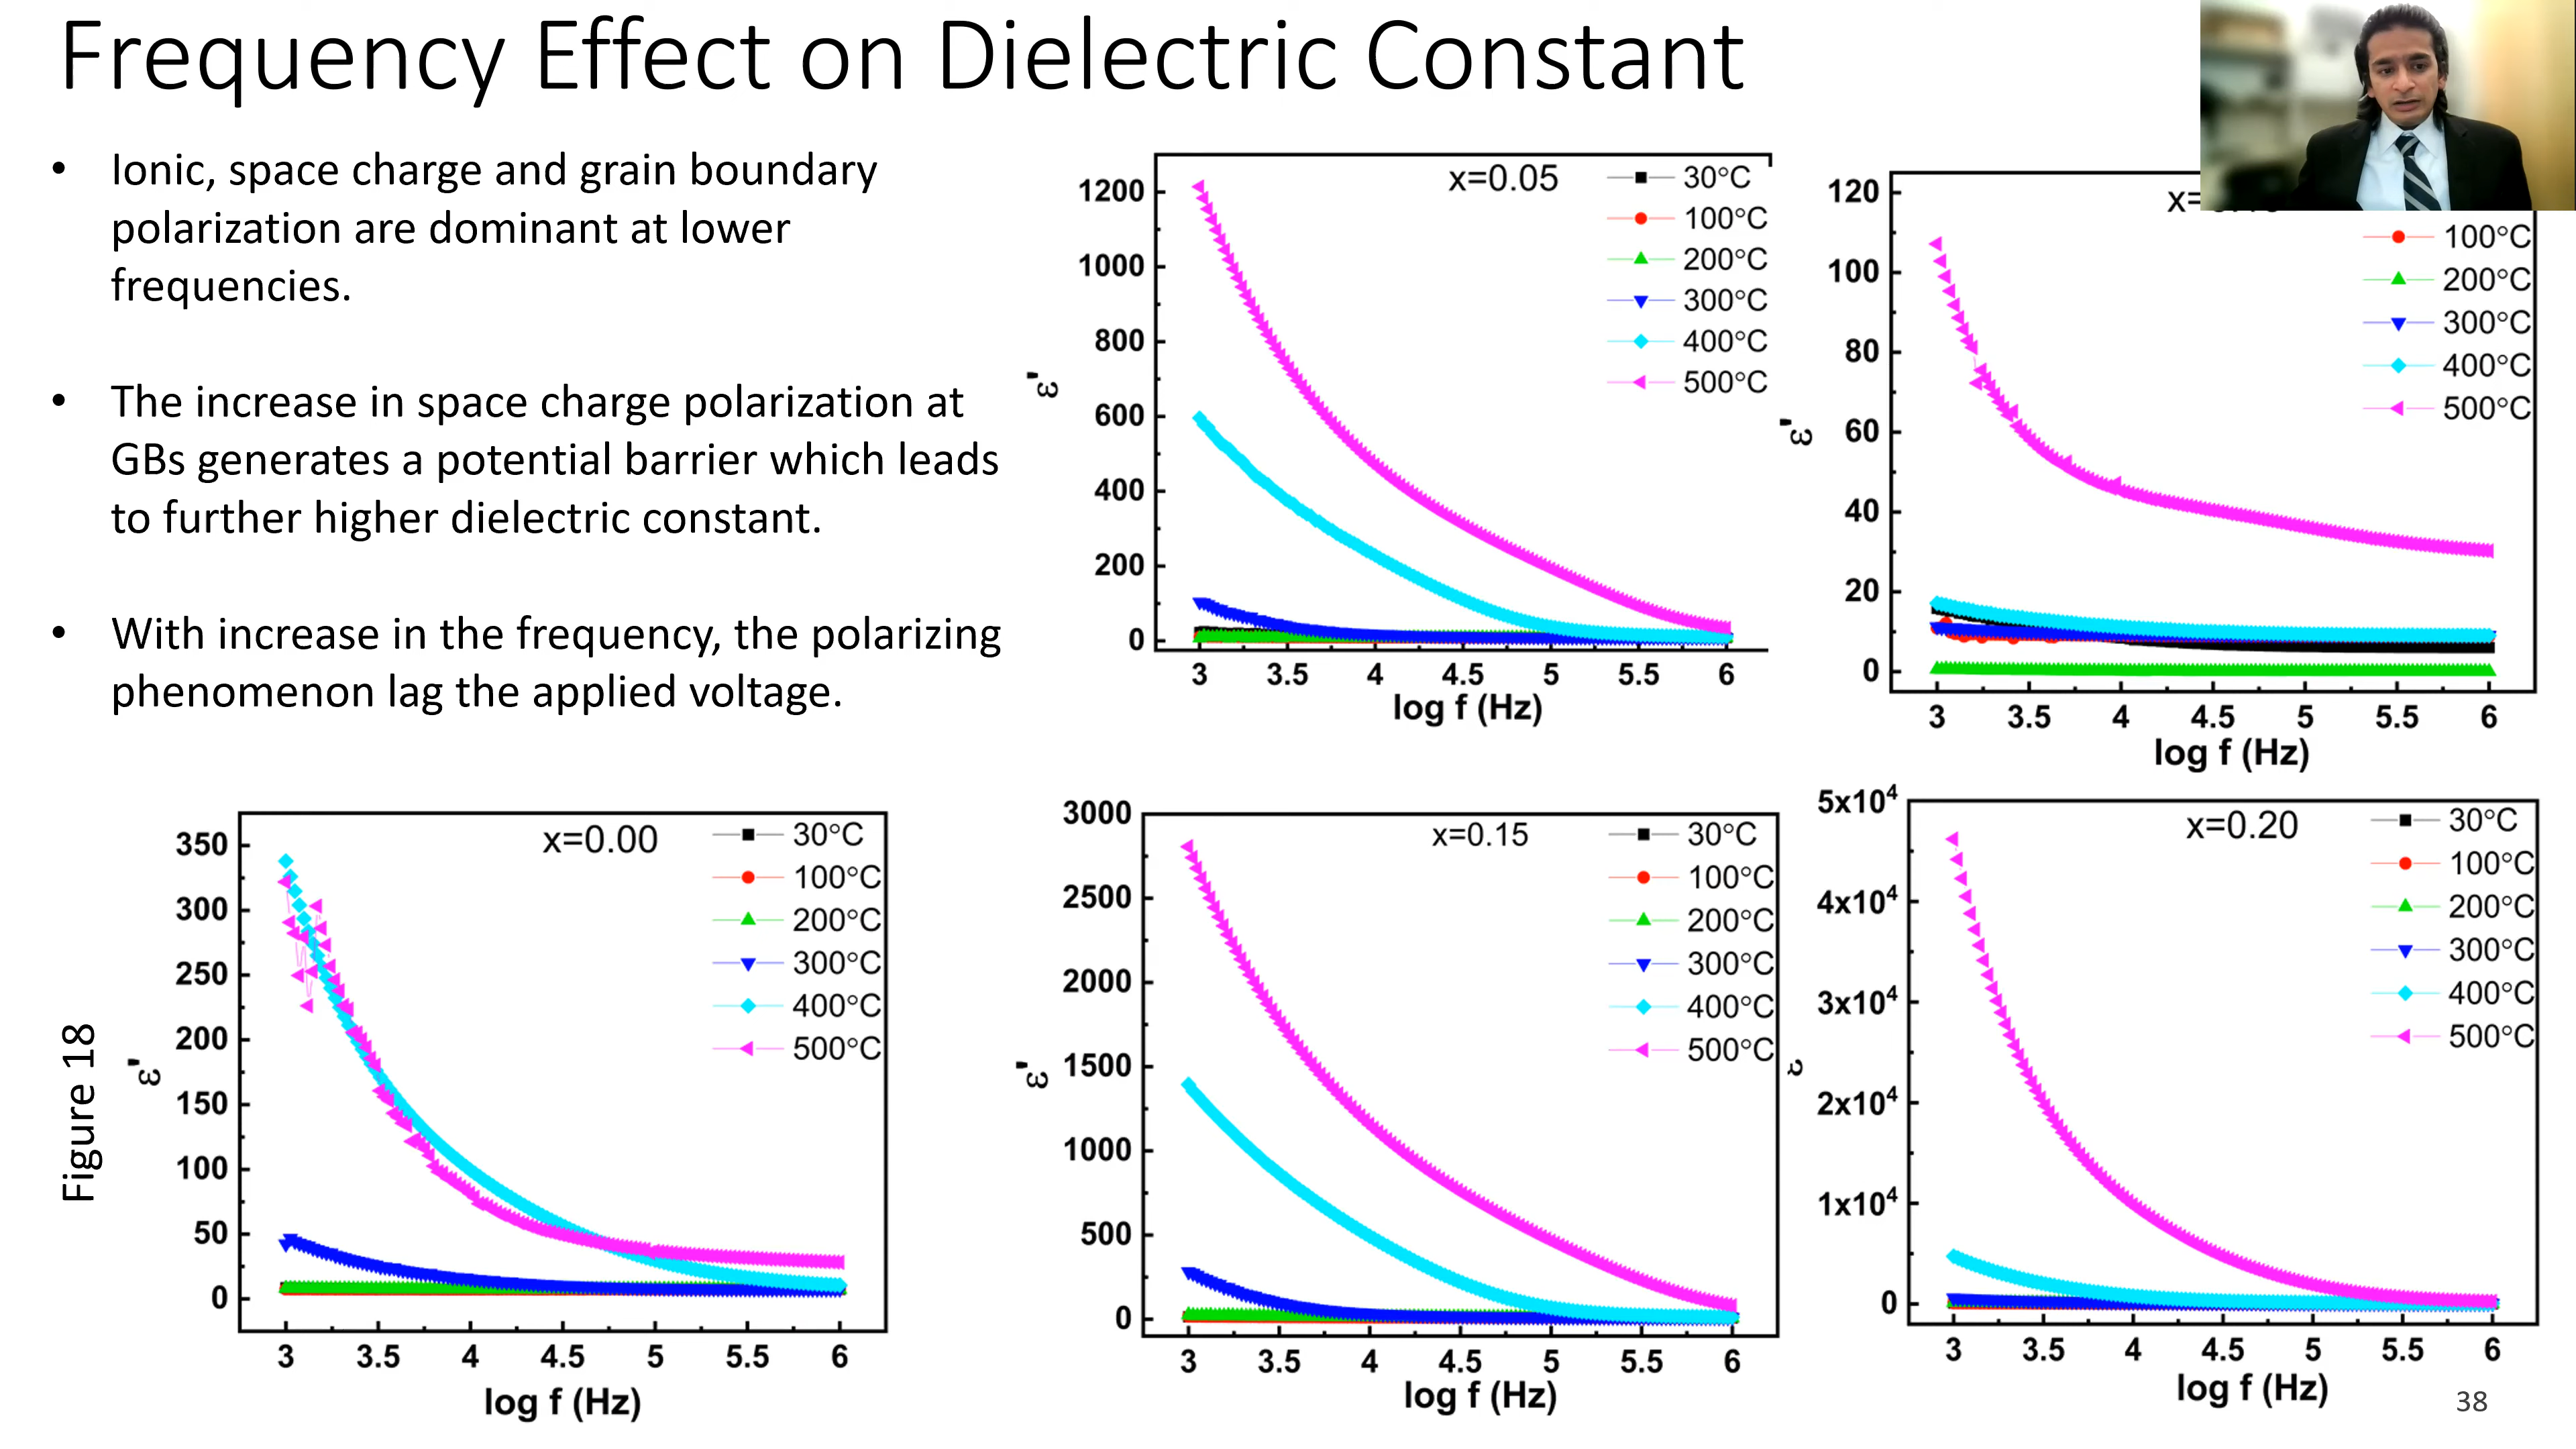 Frequency Effect on Dielectric Constant
• Ionic, space charge and grain boundary
polarization are dominant at lower
frequencies.
• The increase in space charge polarization at
GBs generates a potential barrier which leads
to further higher dielectric constant.
• With increase in the frequency, the polarizing
phenomenon lag the applied voltage.
x=0.05
30°C
100°C
200°C
300°C
400°C
500°C
1200
1000
800
600
400
200
0
ε'
3 3.5 4 4.5 5 5.5 6
log f (Hz)
x=
100°C
200°C
300°C
400°C
500°C
120
100
80
60
40
20
0
ε'
3 3.5 4 4.5 5 5.5 6
log f (Hz)
Figure 18
x=0.00
30°C
100°C
200°C
300°C
400°C
500°C
350
300
250
200
150
100
50
0
ε'
3 3.5 4 4.5 5 5.5 6
log f (Hz)
x=0.15
30°C
100°C
200°C
300°C
400°C
500°C
3000
2500
2000
1500
1000
500
0
ε'
3 3.5 4 4.5 5 5.5 6
log f (Hz)
x=0.20
30°C
100°C
200°C
300°C
400°C
500°C
5x10⁴
4x10⁴
3x10⁴
2x10⁴
1x10⁴
0
3 3.5 4 4.5 5 5.5 6
log f (Hz)
38